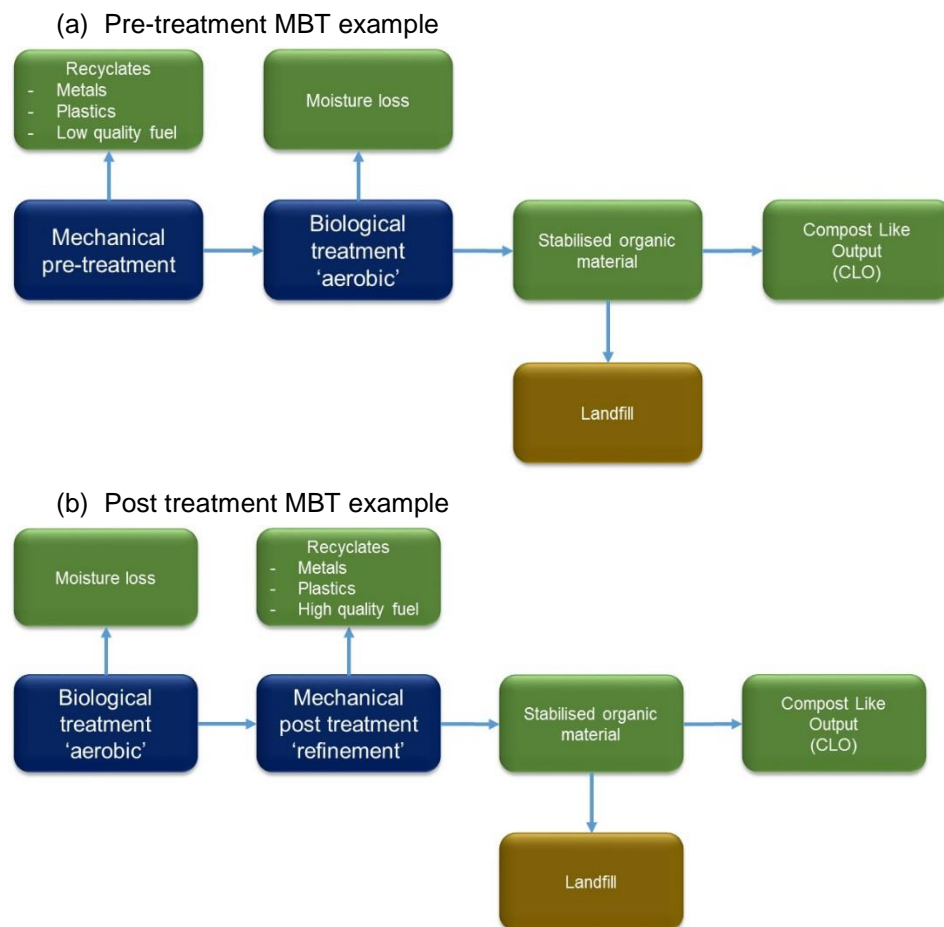 (a) Pre-treatment MBT example
Recyclates
- Metals
- Plastics
- Low quality fuel
Moisture loss
Mechanical
pre-treatment
Biological
treatment
‘aerobic’
Stabilised organic
material
Compost Like
Output
(CLO)
Landfill
(b) Post treatment MBT example
Moisture loss
Recyclates
- Metals
- Plastics
- High quality fuel
Biological
treatment
‘aerobic’
Mechanical
post treatment
‘refinement’
Stabilised organic
material
Compost Like
Output
(CLO)
Landfill